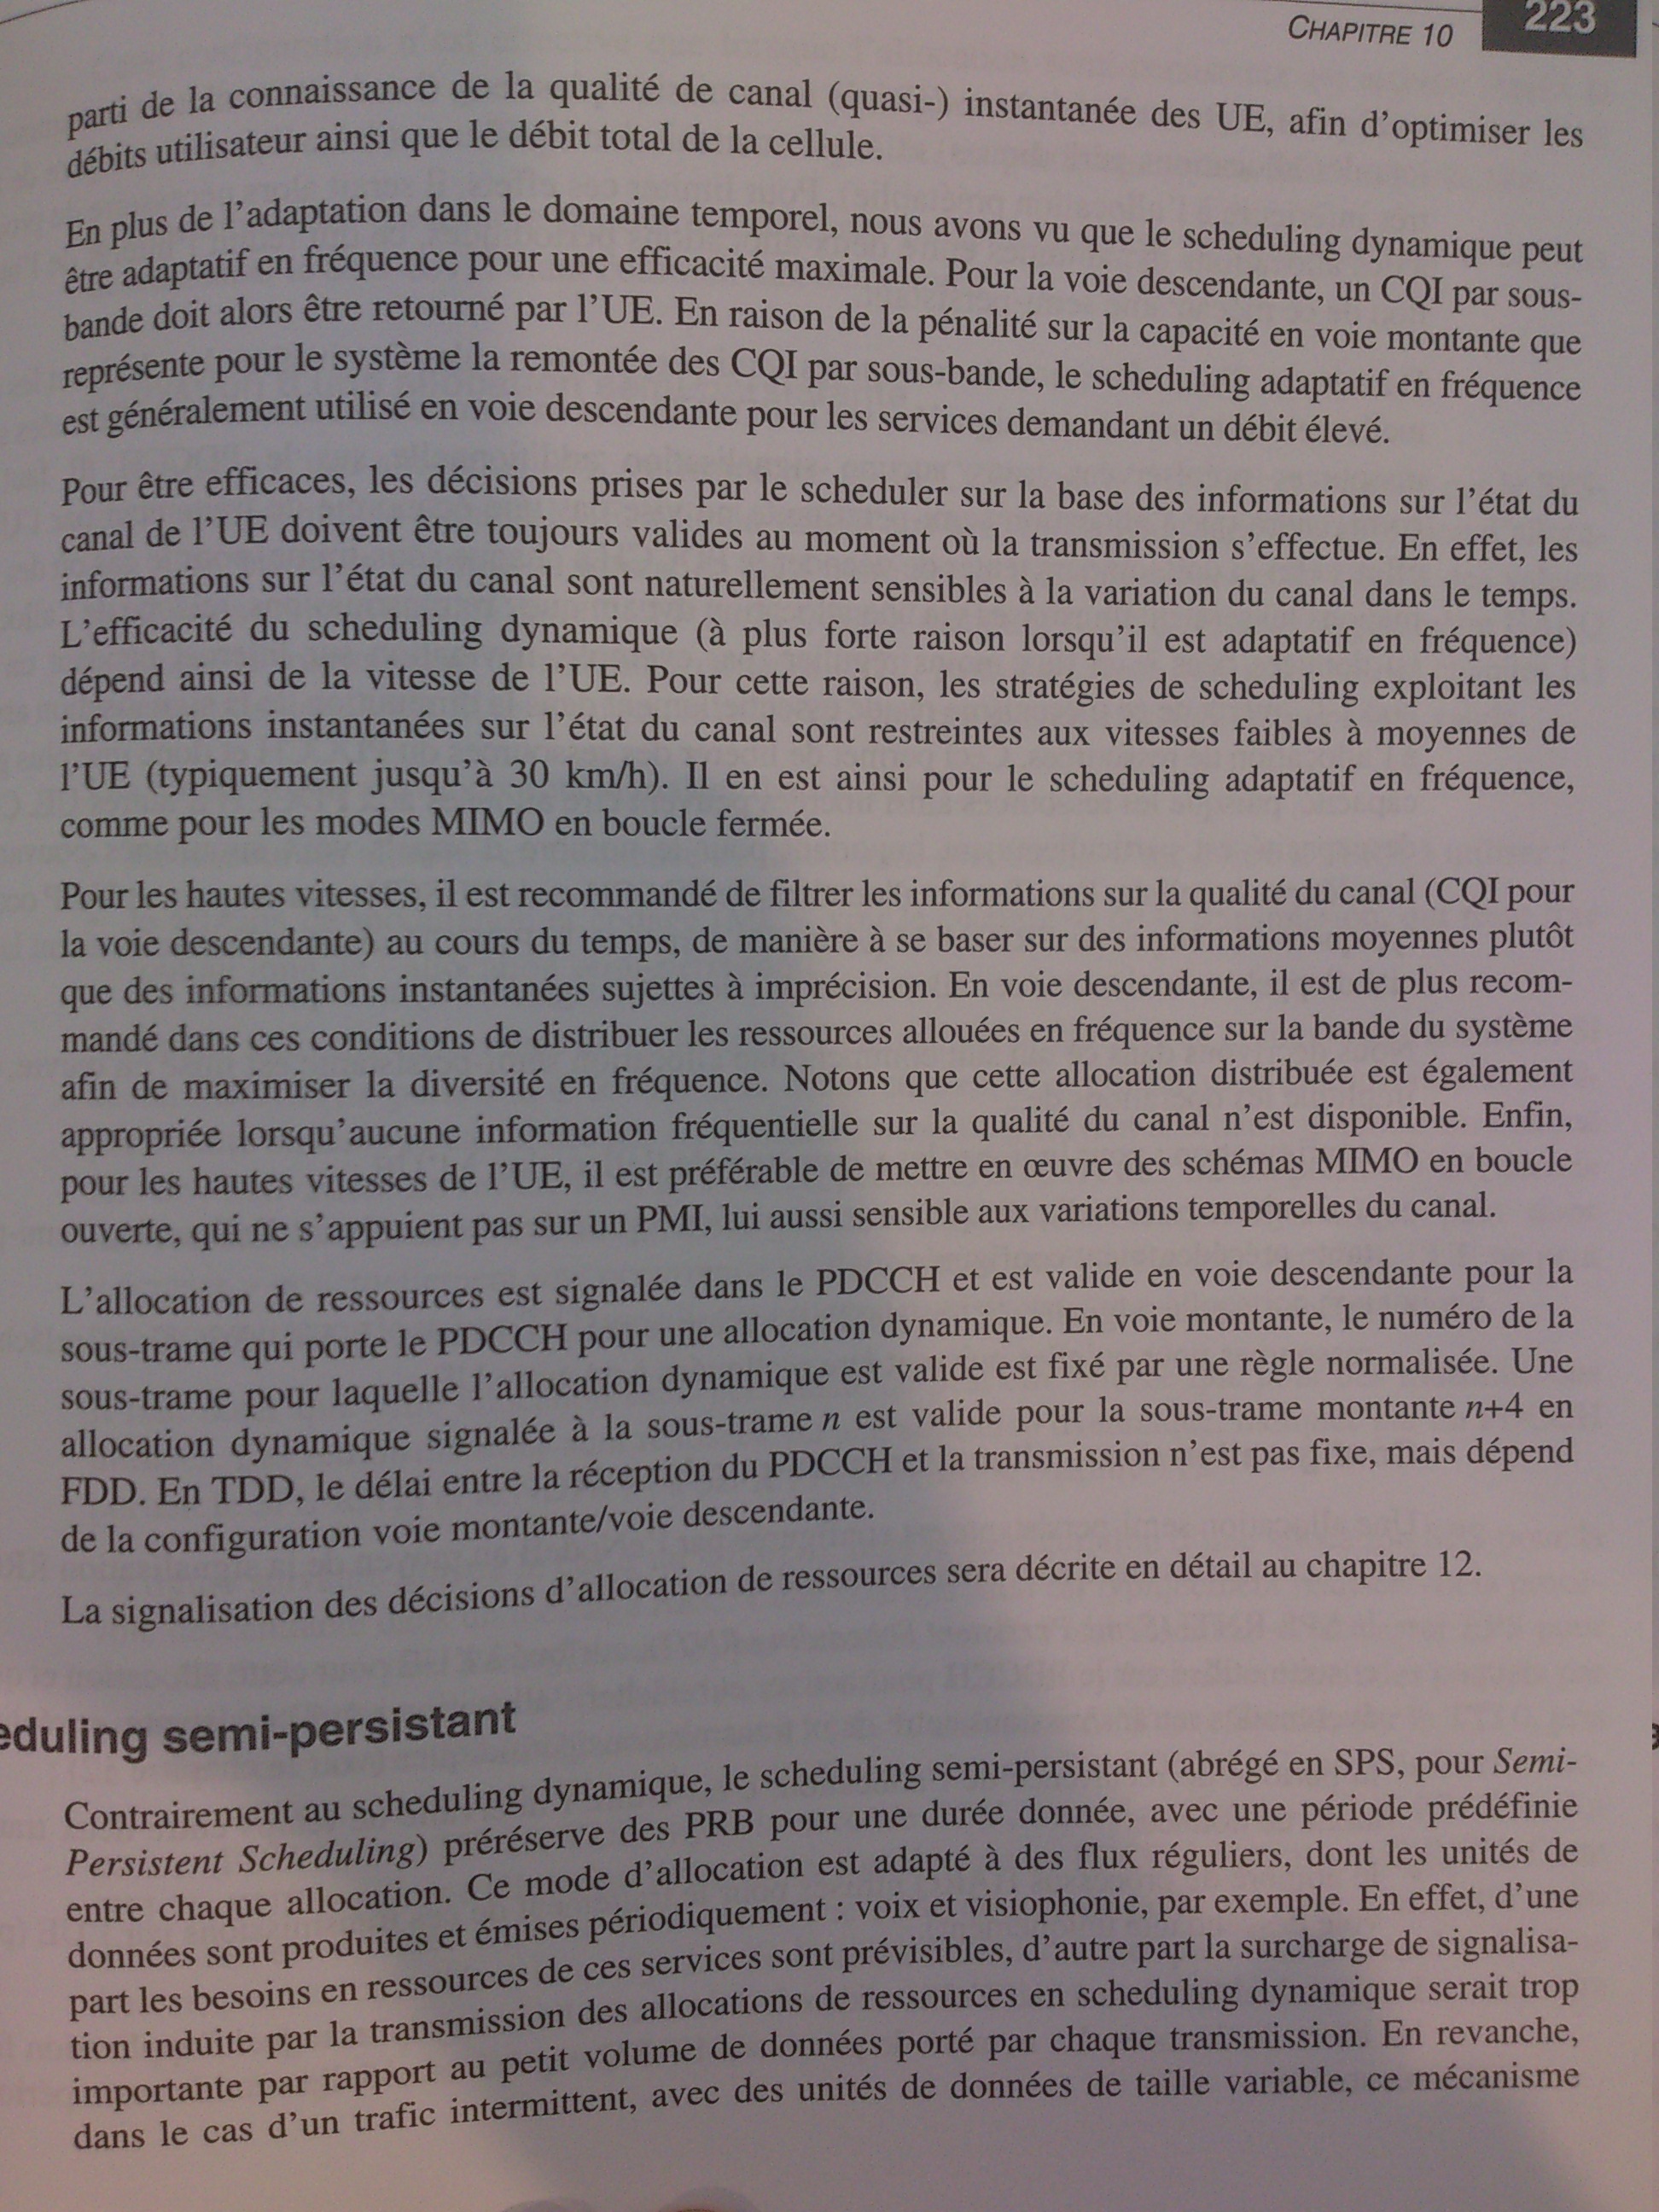 CHAPITRE 10
223
parti de la connaissance de la qualité de canal (quasi-) instantanée des UE, afin d'optimiser les
débits utilisateur ainsi que le débit total de la cellule.
En plus de l'adaptation dans le domaine temporel, nous avons vu que le scheduling dynamique peut
être adaptatif en fréquence pour une efficacité maximale. Pour la voie descendante, un CQI par sous-
bande doit alors être retourné par l'UE. En raison de la pénalité sur la capacité en voie montante que
représente pour le système la remontée des CQI par sous-bande, le scheduling adaptatif en fréquence
est généralement utilisé en voie descendante pour les services demandant un débit élevé.
Pour être efficaces, les décisions prises par le scheduler sur la base des informations sur l'état du
canal de l'UE doivent être toujours valides au moment où la transmission s'effectue. En effet, les
informations sur l'état du canal sont naturellement sensibles à la variation du canal dans le temps.
L'efficacité du scheduling dynamique (à plus forte raison lorsqu'il est adaptatif en fréquence)
dépend ainsi de la vitesse de l'UE. Pour cette raison, les stratégies de scheduling exploitant les
informations instantanées sur l'état du canal sont restreintes aux vitesses faibles à moyennes de
l'UE (typiquement jusqu'à 30 km/h). Il en est ainsi pour le scheduling adaptatif en fréquence,
comme pour les modes MIMO en boucle fermée.
Pour les hautes vitesses, il est recommandé de filtrer les informations sur la qualité du canal (CQI pour
la voie descendante) au cours du temps, de manière à se baser sur des informations moyennes plutôt
que des informations instantanées sujettes à imprécision. En voie descendante, il est de plus recom-
mandé dans ces conditions de distribuer les ressources allouées en fréquence sur la bande du système
afin de maximiser la diversité en fréquence. Notons que cette allocation distribuée est également
appropriée lorsqu'aucune information fréquentielle sur la qualité du canal n'est disponible. Enfin,
pour les hautes vitesses de l'UE, il est préférable de mettre en œuvre des schémas MIMO en boucle
ouverte, qui ne s'appuient pas sur un PMI, lui aussi sensible aux variations temporelles du canal.
L'allocation de ressources est signalée dans le PDCCH et est valide en voie descendante pour la
sous-trame qui porte le PDCCH pour une allocation dynamique. En voie montante, le numéro de la
sous-trame pour laquelle l'allocation dynamique est valide est fixé par une règle normalisée. Une
allocation dynamique signalée à la sous-trame n est valide pour la sous-trame montante n+4 en
FDD. En TDD, le délai entre la réception du PDCCH et la transmission n'est pas fixe, mais dépend
de la configuration voie montante/voie descendante.
La signalisation des décisions d'allocation de ressources sera décrite en détail au chapitre 12.
eduling semi-persistant
Contrairement au scheduling dynamique, le scheduling semi-persistant (abrégé en SPS, pour Semi-
Persistent Scheduling) préréserve des PRB pour une durée donnée, avec une période prédéfinie
entre chaque allocation. Ce mode d'allocation est adapté à des flux réguliers, dont les unités de
données sont produites et émises périodiquement : voix et visiophonie, par exemple. En effet, d'une
part les besoins en ressources de ces services sont prévisibles, d'autre part la surcharge de signalisa-
tion induite par la transmission des allocations de ressources en scheduling dynamique serait trop
importante par rapport au petit volume de données porté par chaque transmission. En revanche,
dans le cas d'un trafic intermittent, avec des unités de données de taille variable, ce mécanisme